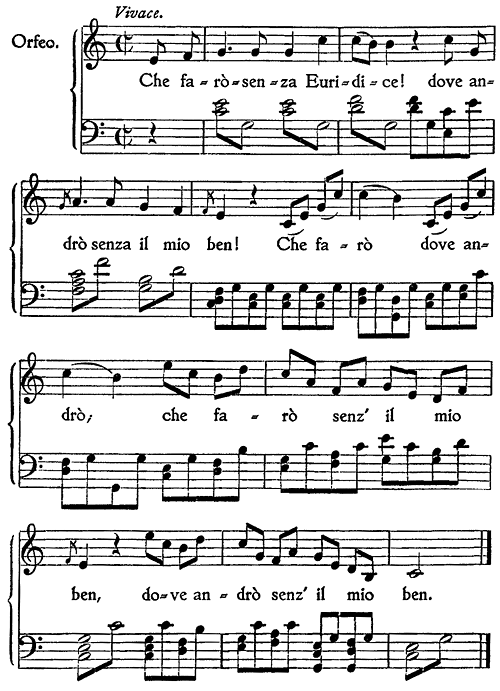 Vivace.
Orfeo.
Che fa-rò-sen-za Euri-di-ce! dove an-
drò senza il mio ben! Che fa-rò dove an-
drò; che fa-rò senz' il mio
ben, do-ve an-drò senz' il mio ben.